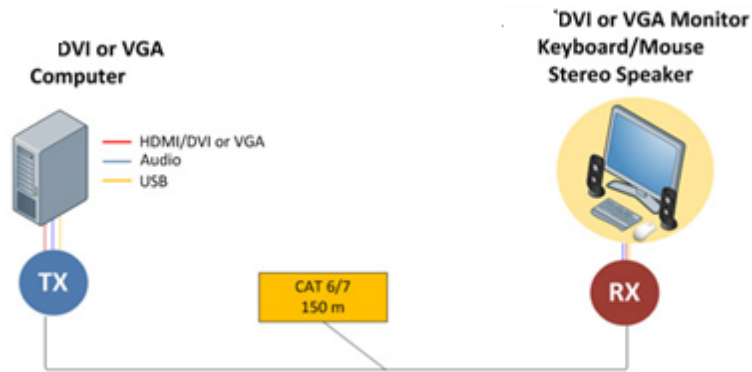 DVI or VGA
Computer
HDMI/DVI or VGA
Audio
USB
TX
CAT 6/7
150 m
'DVI or VGA Monitor
Keyboard/Mouse
Stereo Speaker
RX